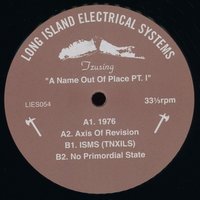 LONG ISLAND ELECTRICAL SYSTEMS
Tzusing
"A Name Out Of Place PT. I"
LIES054
33⅓rpm
A1. 1976
A2. Axis Of Revision
B1. ISMS (TNXILS)
B2. No Primordial State